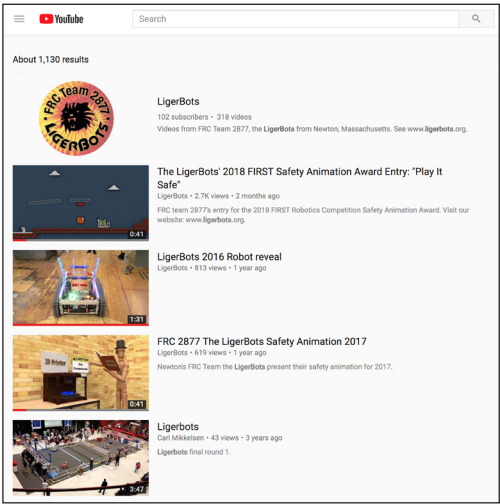 YouTube
Search
About 1,130 results
FRC Team 2877
LIGERBOTS
LigerBots
102 subscribers • 318 videos
Videos from FRC Team 2877, the LigerBots from Newton, Massachusetts. See www.ligerbots.org.
The LigerBots' 2018 FIRST Safety Animation Award Entry: "Play It
Safe"
LigerBots • 2.7K views • 2 months ago
FRC team 2877's entry for the 2018 FIRST Robotics Competition Safety Animation Award. Visit our
website: www.ligerbots.org.
0:41
LigerBots 2016 Robot reveal
LigerBots • 813 views • 1 year ago
1:31
FRC 2877 The LigerBots Safety Animation 2017
LigerBots • 619 views • 1 year ago
Newton's FRC Team the LigerBots present their safety animation for 2017.
3D Printer
0:41
Ligerbots
Carl Mikkelsen • 43 views • 3 years ago
Ligerbots final round 1.
3:47